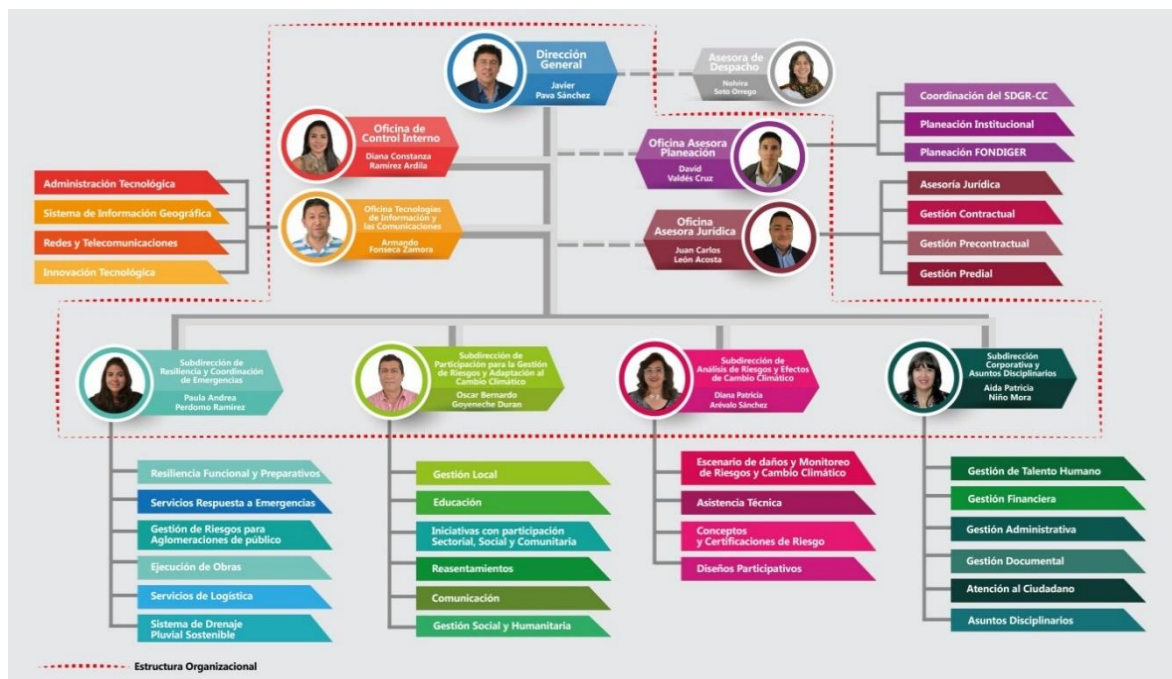 Dirección
General
Javier
Pava Sánchez
Asesora de
Despacho
Nolvira
Soto Orrego
Oficina de
Control Interno
Diana Constanza
Ramírez Ardila
Oficina Asesora
Planeación
David
Valdés Cruz
Coordinación del SDGR-CC
Planeación Institucional
Planeación FONDIGER
Administración Tecnológica
Sistema de Información Geográfica
Redes y Telecomunicaciones
Innovación Tecnológica
Oficina Tecnologías
de Información y
las Comunicaciones
Armando
Fonseca Zamora
Oficina
Asesora Jurídica
Juan Carlos
León Acosta
Asesoría Jurídica
Gestión Contractual
Gestión Precontractual
Gestión Predial
Subdirección de
Resiliencia y Coordinación
de Emergencias
Paula Andrea
Perdomo Ramírez
Subdirección de
Participación para la Gestión
de Riesgos y Adaptación al
Cambio Climático
Oscar Bernardo
Goyeneche Duran
Subdirección de
Análisis de Riesgos y Efectos
de Cambio Climático
Diana Patricia
Arévalo Sánchez
Subdirección
Corporativa y
Asuntos Disciplinarios
Aida Patricia
Niño Mora
Resiliencia Funcional y Preparativos
Servicios Respuesta a Emergencias
Gestión de Riesgos para
Aglomeraciones de público
Ejecución de Obras
Servicios de Logística
Sistema de Drenaje
Pluvial Sostenible
Gestión Local
Educación
Iniciativas con participación
Sectorial, Social y Comunitaria
Reasentamientos
Comunicación
Gestión Social y Humanitaria
Escenario de daños y Monitoreo
de Riesgos y Cambio Climático
Asistencia Técnica
Conceptos
y Certificaciones de Riesgo
Diseños Participativos
Gestión de Talento Humano
Gestión Financiera
Gestión Administrativa
Gestión Documental
Atención al Ciudadano
Asuntos Disciplinarios
Estructura Organizacional